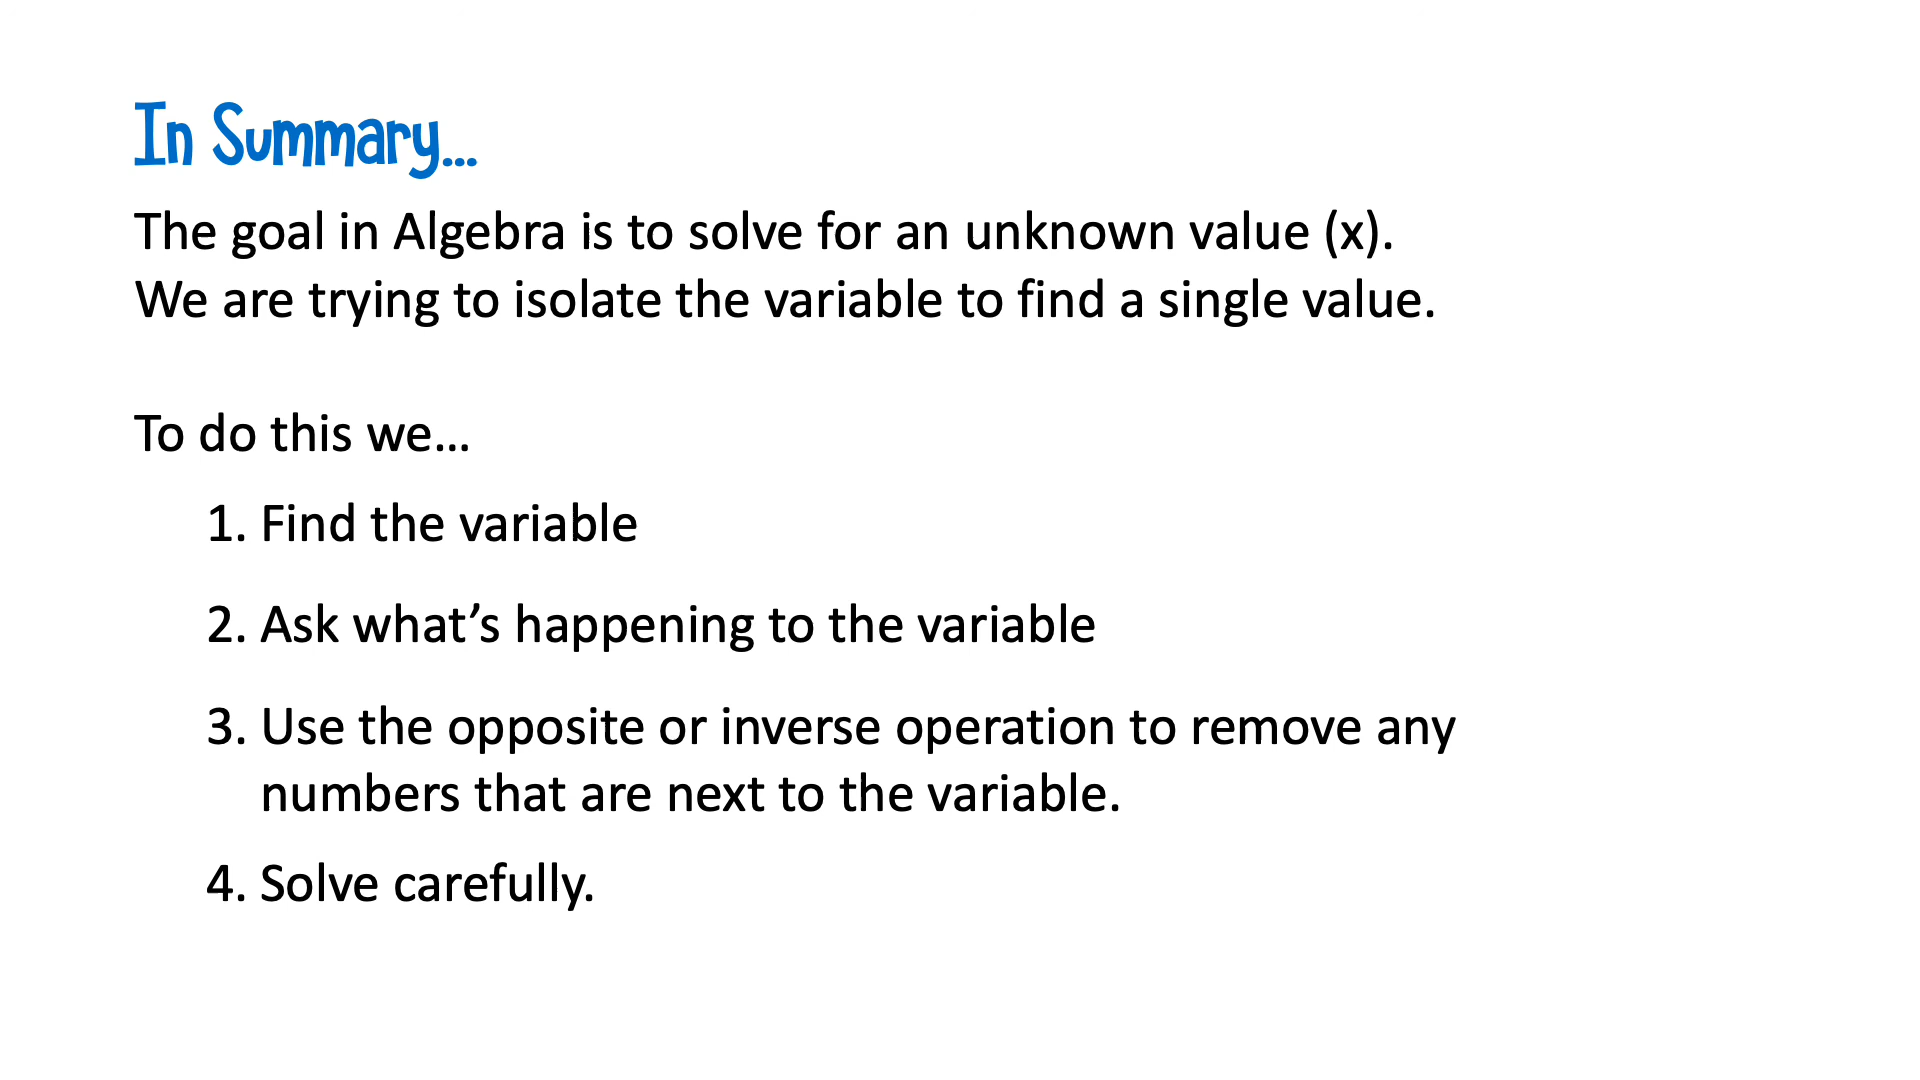 In Summary...
The goal in Algebra is to solve for an unknown value (x).
We are trying to isolate the variable to find a single value.
To do this we...
1. Find the variable
2. Ask what’s happening to the variable
3. Use the opposite or inverse operation to remove any
numbers that are next to the variable.
4. Solve carefully.